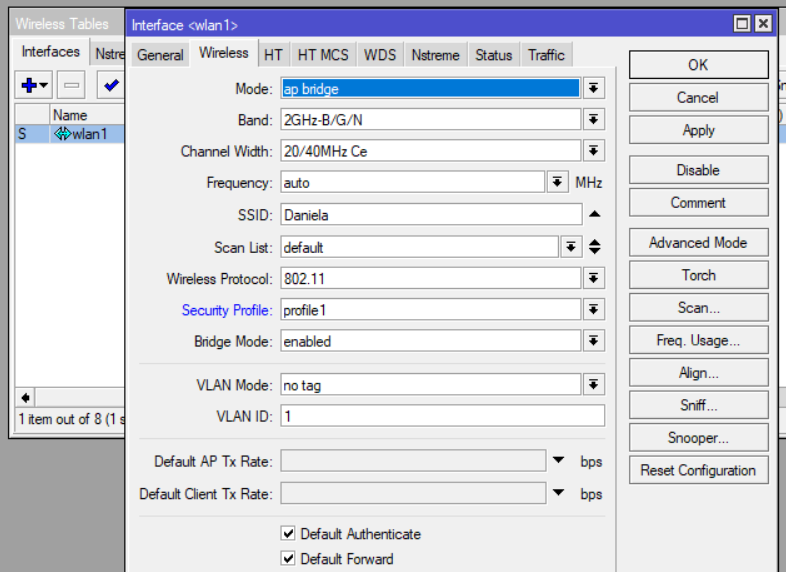 Wireless Tables
Interface <wlan1>
Interfaces Nstre
General Wireless HT HT MCS WDS Nstreme Status Traffic
Name
S wlan1
1 item out of 8 (1 s
Mode: ap bridge
Band: 2GHz-B/G/N
Channel Width: 20/40MHz Ce
Frequency: auto MHz
SSID: Daniela
Scan List: default
Wireless Protocol: 802.11
Security Profile: profile1
Bridge Mode: enabled
VLAN Mode: no tag
VLAN ID: 1
Default AP Tx Rate: bps
Default Client Tx Rate: bps
Default Authenticate
Default Forward
OK
Cancel
Apply
Disable
Comment
Advanced Mode
Torch
Scan...
Freq. Usage...
Align...
Sniff...
Snooper...
Reset Configuration